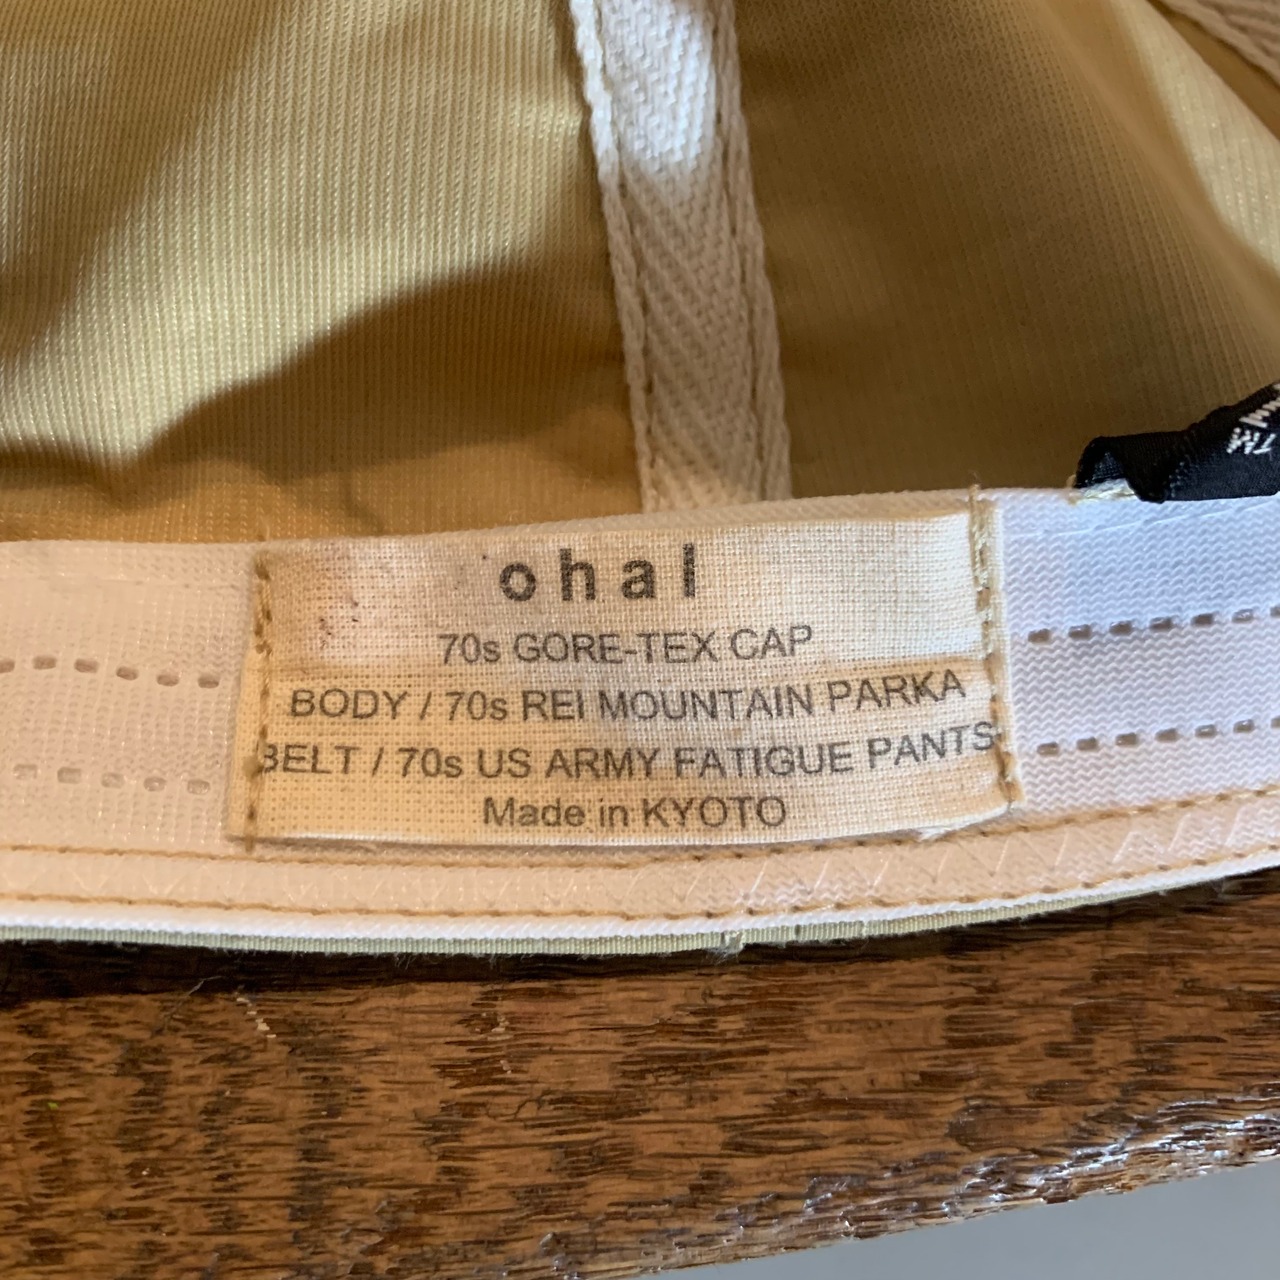 ohal
70s GORE-TEX CAP
BODY / 70s REI MOUNTAIN PARKA
BELT / 70s US ARMY FATIGUE PANTS
Made in KYOTO